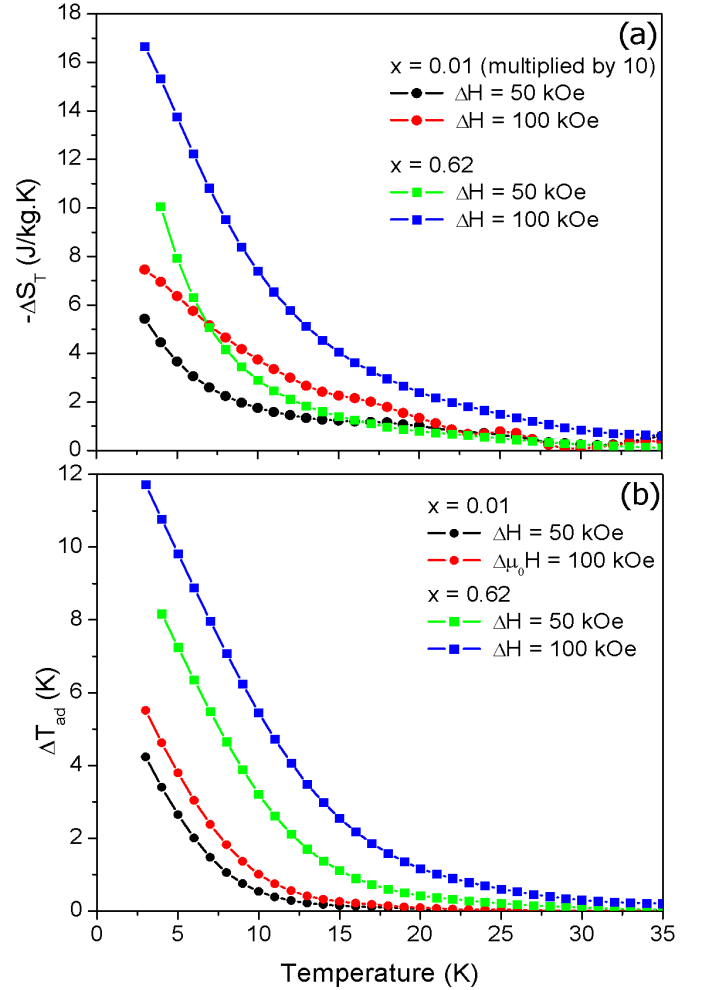 (a)
x = 0.01 (multiplied by 10)
ΔH = 50 kOe
ΔH = 100 kOe
x = 0.62
ΔH = 50 kOe
ΔH = 100 kOe
18
16
14
12
10
8
6
4
2
0
-ΔS_T (J/kg.K)
(b)
x = 0.01
ΔH = 50 kOe
Δμ₀H = 100 kOe
x = 0.62
ΔH = 50 kOe
ΔH = 100 kOe
12
10
8
6
4
2
0
ΔT_ad (K)
0 5 10 15 20 25 30 35
Temperature (K)